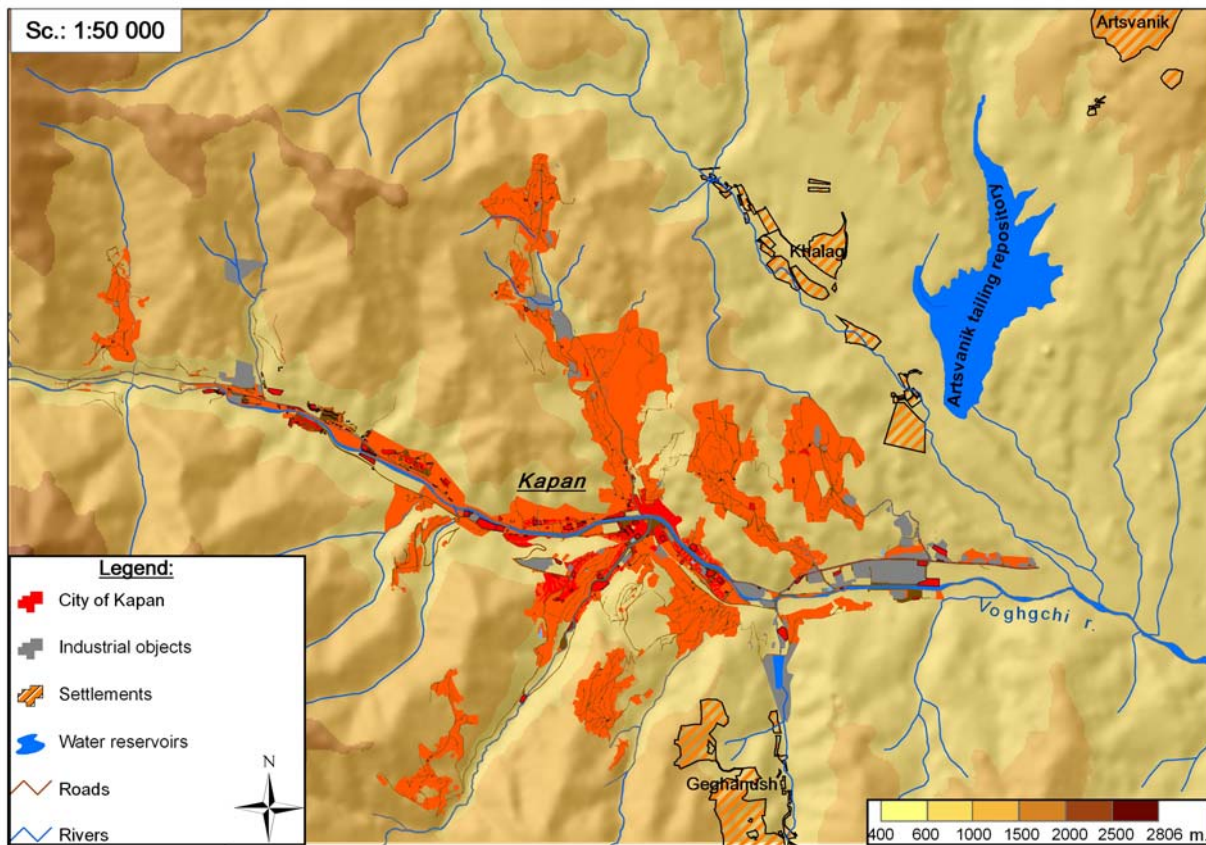 Sc.: 1:50 000
Artsvanik
Khalag
Artsvanik tailing repository
Kapan
Voghgchi r.
Geghanush
Legend:
City of Kapan
Industrial objects
Settlements
Water reservoirs
Roads
Rivers
N
400 600 1000 1500 2000 2500 2806 m.